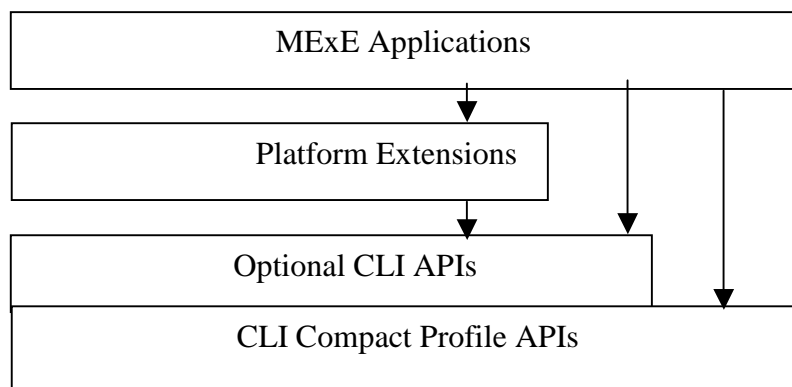 MExE Applications
Platform Extensions
Optional CLI APIs
CLI Compact Profile APIs